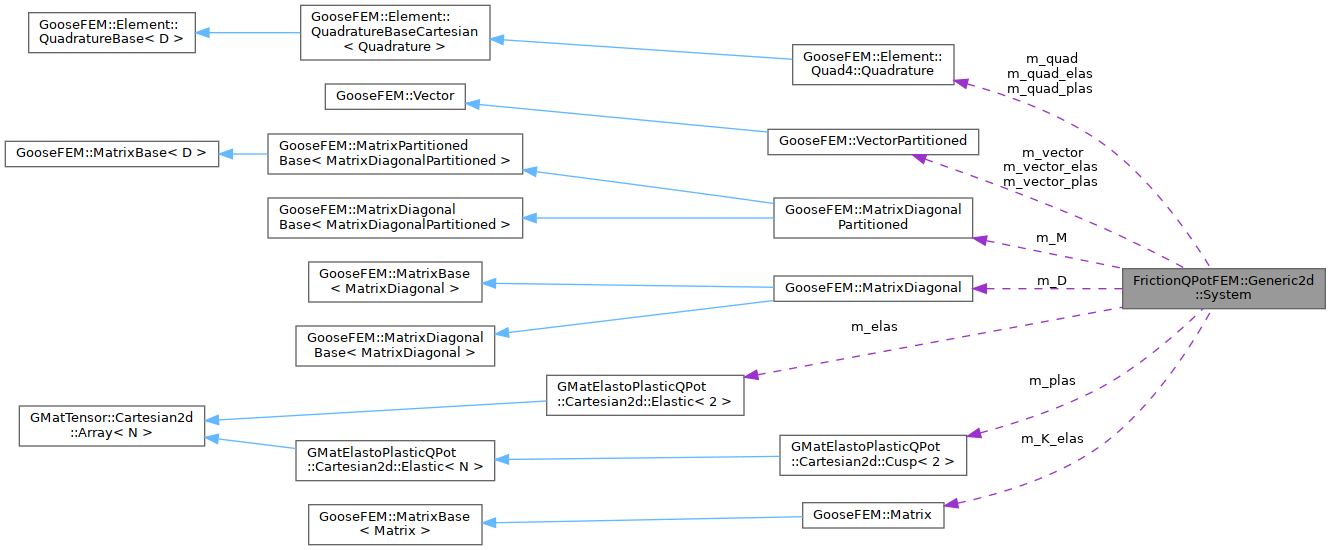 GooseFEM::Element::
QuadratureBase< D >
GooseFEM::Element::
QuadratureBaseCartesian
< Quadrature >
GooseFEM::Element::
Quad4::Quadrature
m_quad
m_quad_elas
m_quad_plas
GooseFEM::Vector
GooseFEM::VectorPartitioned
m_vector
m_vector_elas
m_vector_plas
GooseFEM::MatrixBase< D >
GooseFEM::MatrixPartitioned
Base< MatrixDiagonalPartitioned >
GooseFEM::MatrixDiagonal
Base< MatrixDiagonalPartitioned >
GooseFEM::MatrixDiagonal
Partitioned
m_M
GooseFEM::MatrixBase
< MatrixDiagonal >
GooseFEM::MatrixDiagonal
m_D
FrictionQPotFEM::Generic2d
::System
GooseFEM::MatrixDiagonal
Base< MatrixDiagonal >
m_elas
GMatElastoPlasticQPot
::Cartesian2d::Elastic< 2 >
m_plas
GMatTensor::Cartesian2d
::Array< N >
GMatElastoPlasticQPot
::Cartesian2d::Elastic< N >
GMatElastoPlasticQPot
::Cartesian2d::Cusp< 2 >
m_K_elas
GooseFEM::MatrixBase
< Matrix >
GooseFEM::Matrix